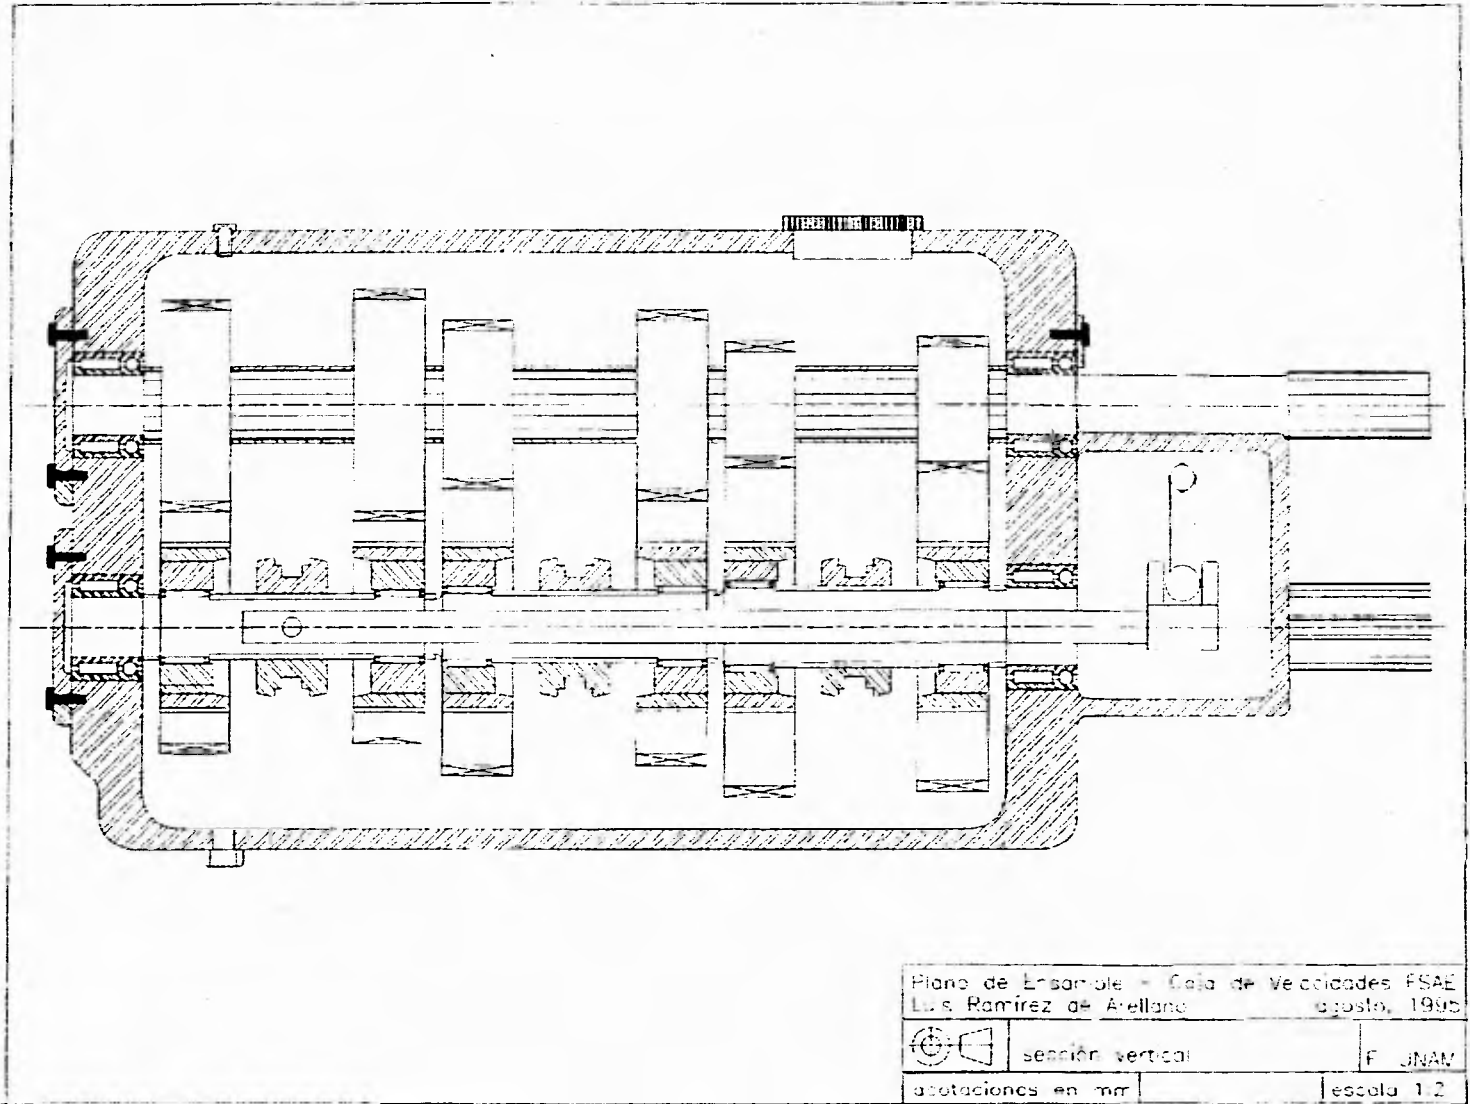 Plano de Ensamble - Caja de Velocidades FSAE
Luis Ramírez de Arellano agosto, 1995
sección vertical
F UNAM
acotaciones en mm
escala 1:2